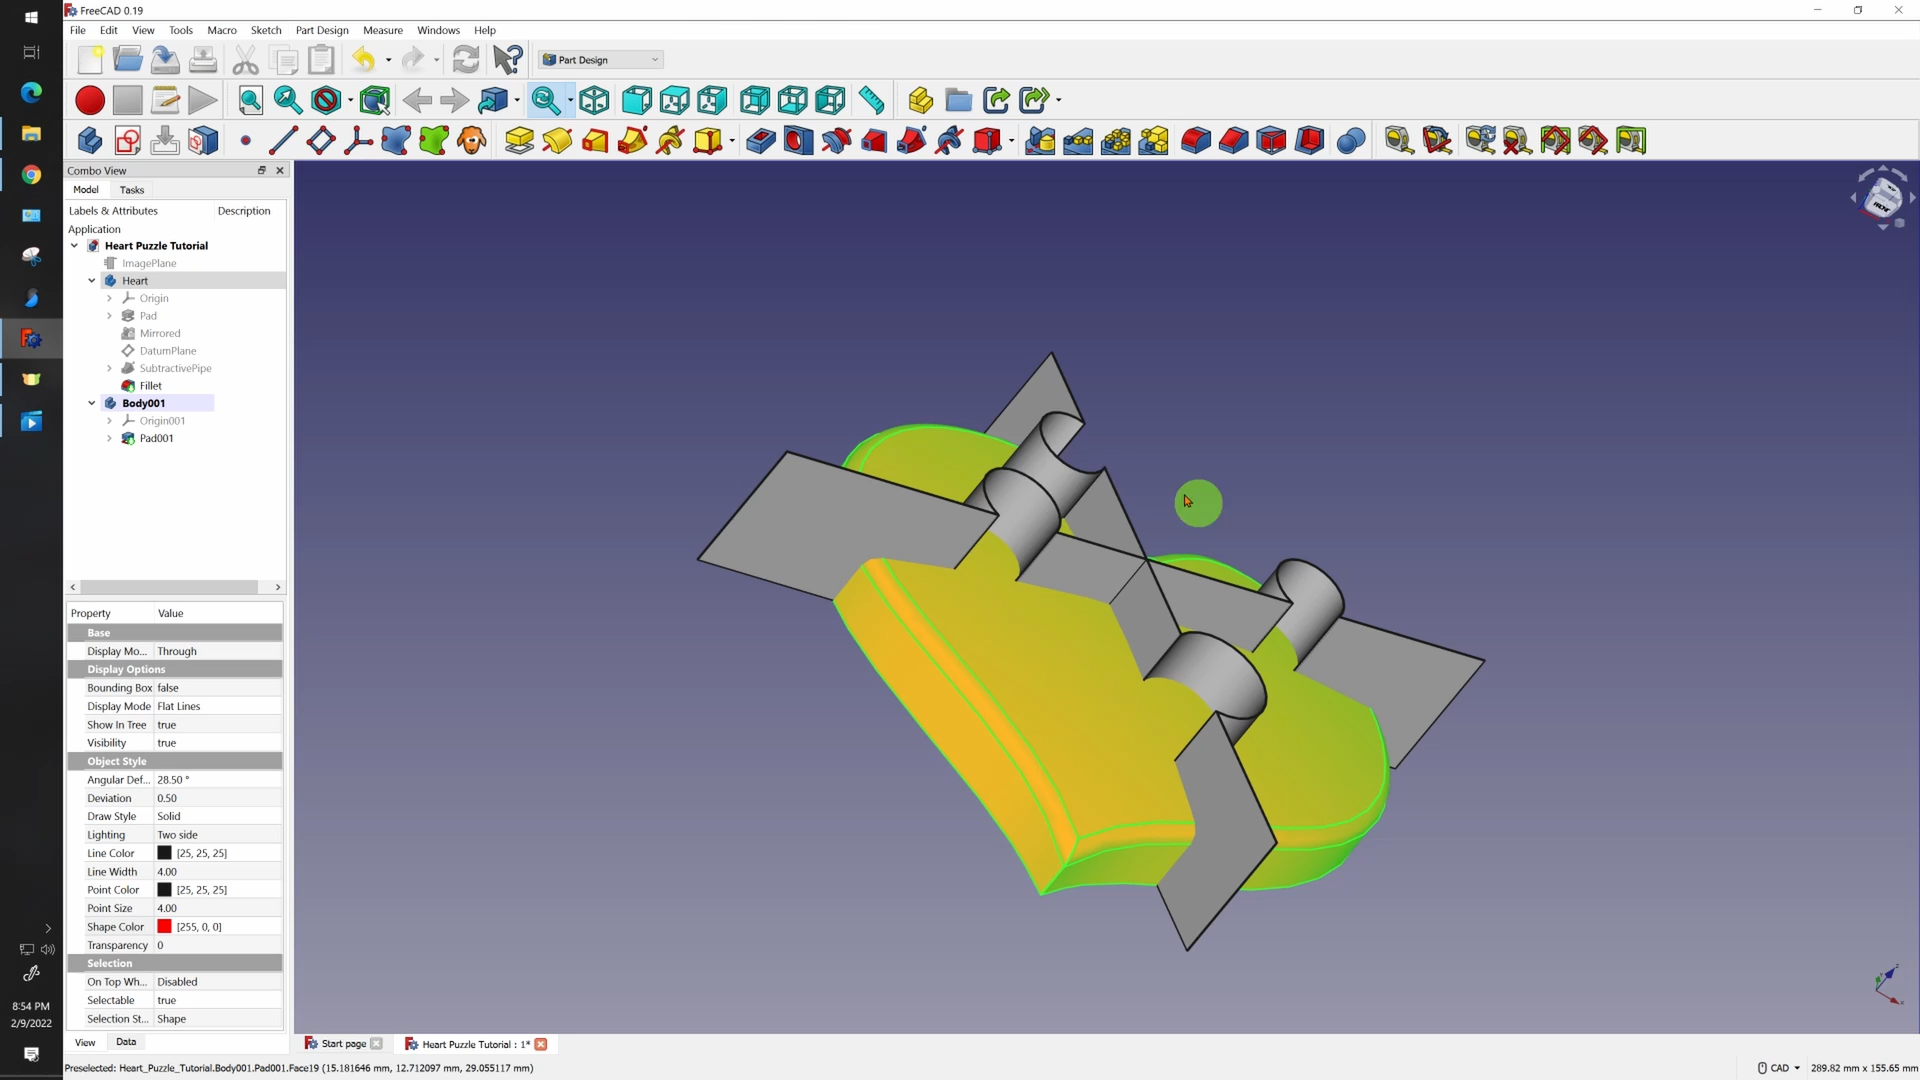 FreeCAD 0.19
File Edit View Tools Macro Sketch Part Design Measure Windows Help
Part Design
Combo View
Model Tasks
Labels & Attributes Description
Application
Heart Puzzle Tutorial
ImagePlane
Heart
Origin
Pad
Mirrored
DatumPlane
SubtractivePipe
Fillet
Body001
Origin001
Pad001
FRONT
Property Value
Base
Display Mo... Through
Display Options
Bounding Box false
Display Mode Flat Lines
Show In Tree true
Visibility true
Object Style
Angular Def... 28.50 °
Deviation 0.50
Draw Style Solid
Lighting Two side
Line Color [25, 25, 25]
Line Width 4.00
Point Color [25, 25, 25]
Point Size 4.00
Shape Color [255, 0, 0]
Transparency 0
Selection
On Top Wh... Disabled
Selectable true
Selection St... Shape
View Data
Start page
Heart Puzzle Tutorial : 1*
8:54 PM
2/9/2022
Preselected: Heart_Puzzle_Tutorial.Body001.Pad001.Face19 (15.181646 mm, 12.712097 mm, 29.055117 mm)
CAD
289.82 mm x 155.65 mm